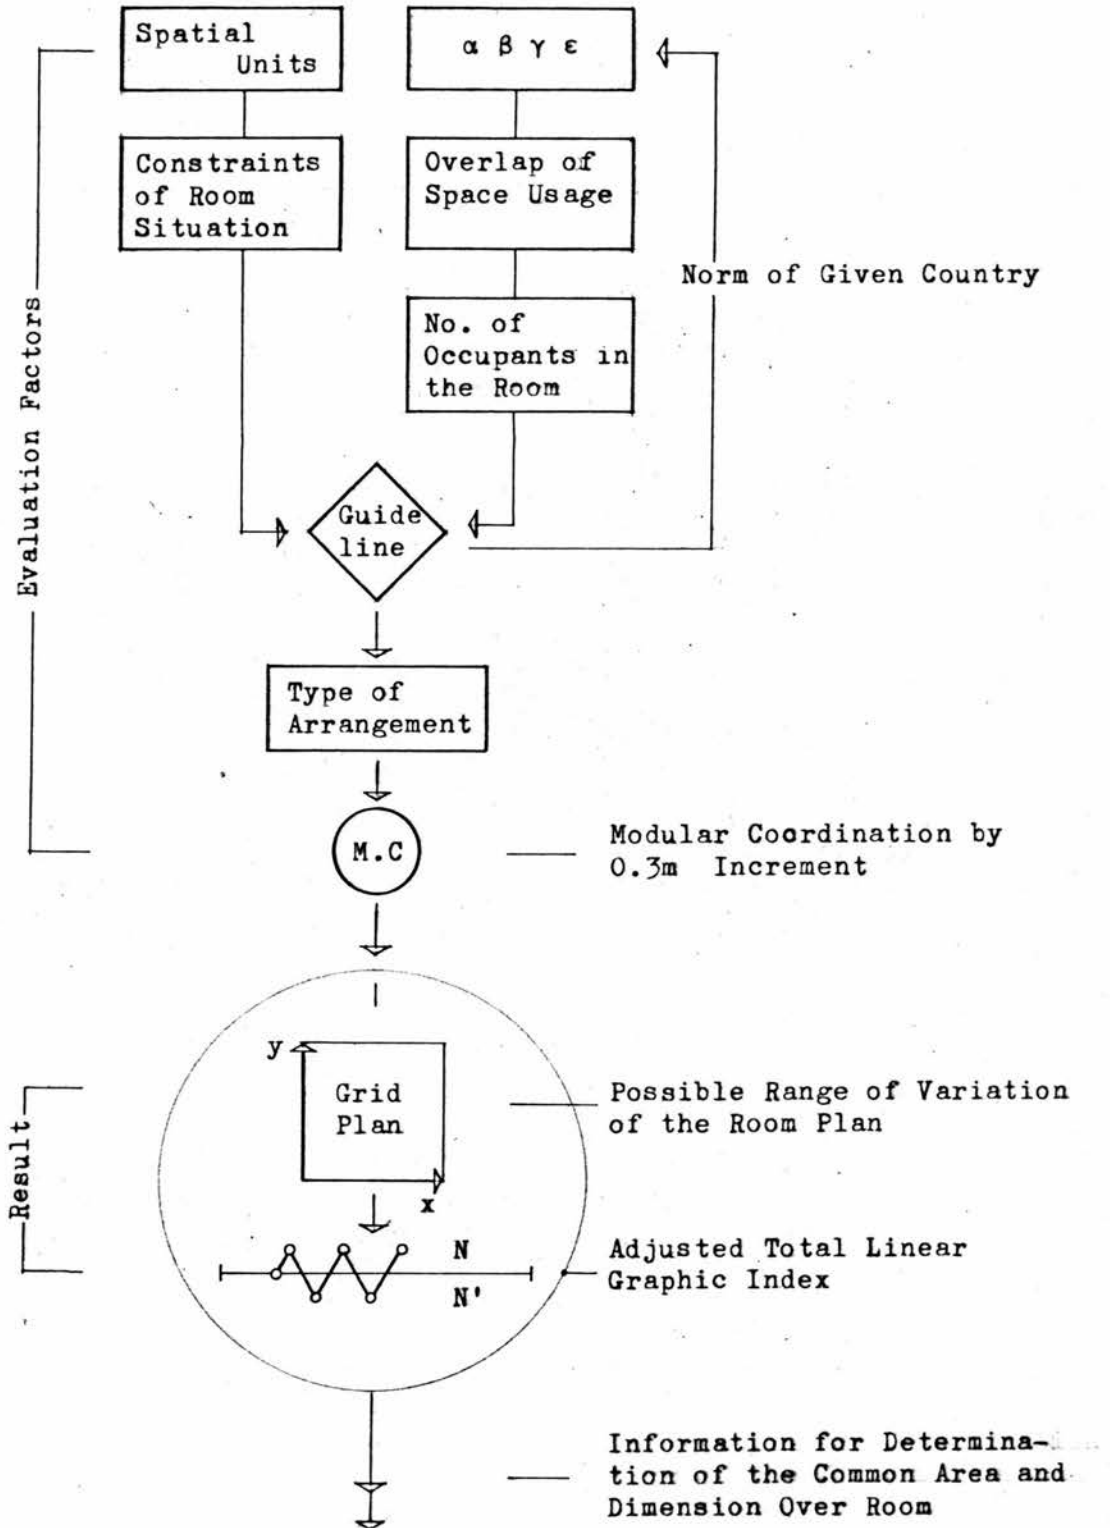 Spatial
Units
α β γ ε
Constraints
of Room
Situation
Overlap of
Space Usage
Norm of Given Country
No. of
Occupants in
the Room
Evaluation Factors
Guide
line
Type of
Arrangement
M.C
Modular Coordination by
0.3m Increment
y
Grid
Plan
x
Possible Range of Variation
of the Room Plan
Result
N
N'
Adjusted Total Linear
Graphic Index
Information for Determina-
tion of the Common Area and
Dimension Over Room